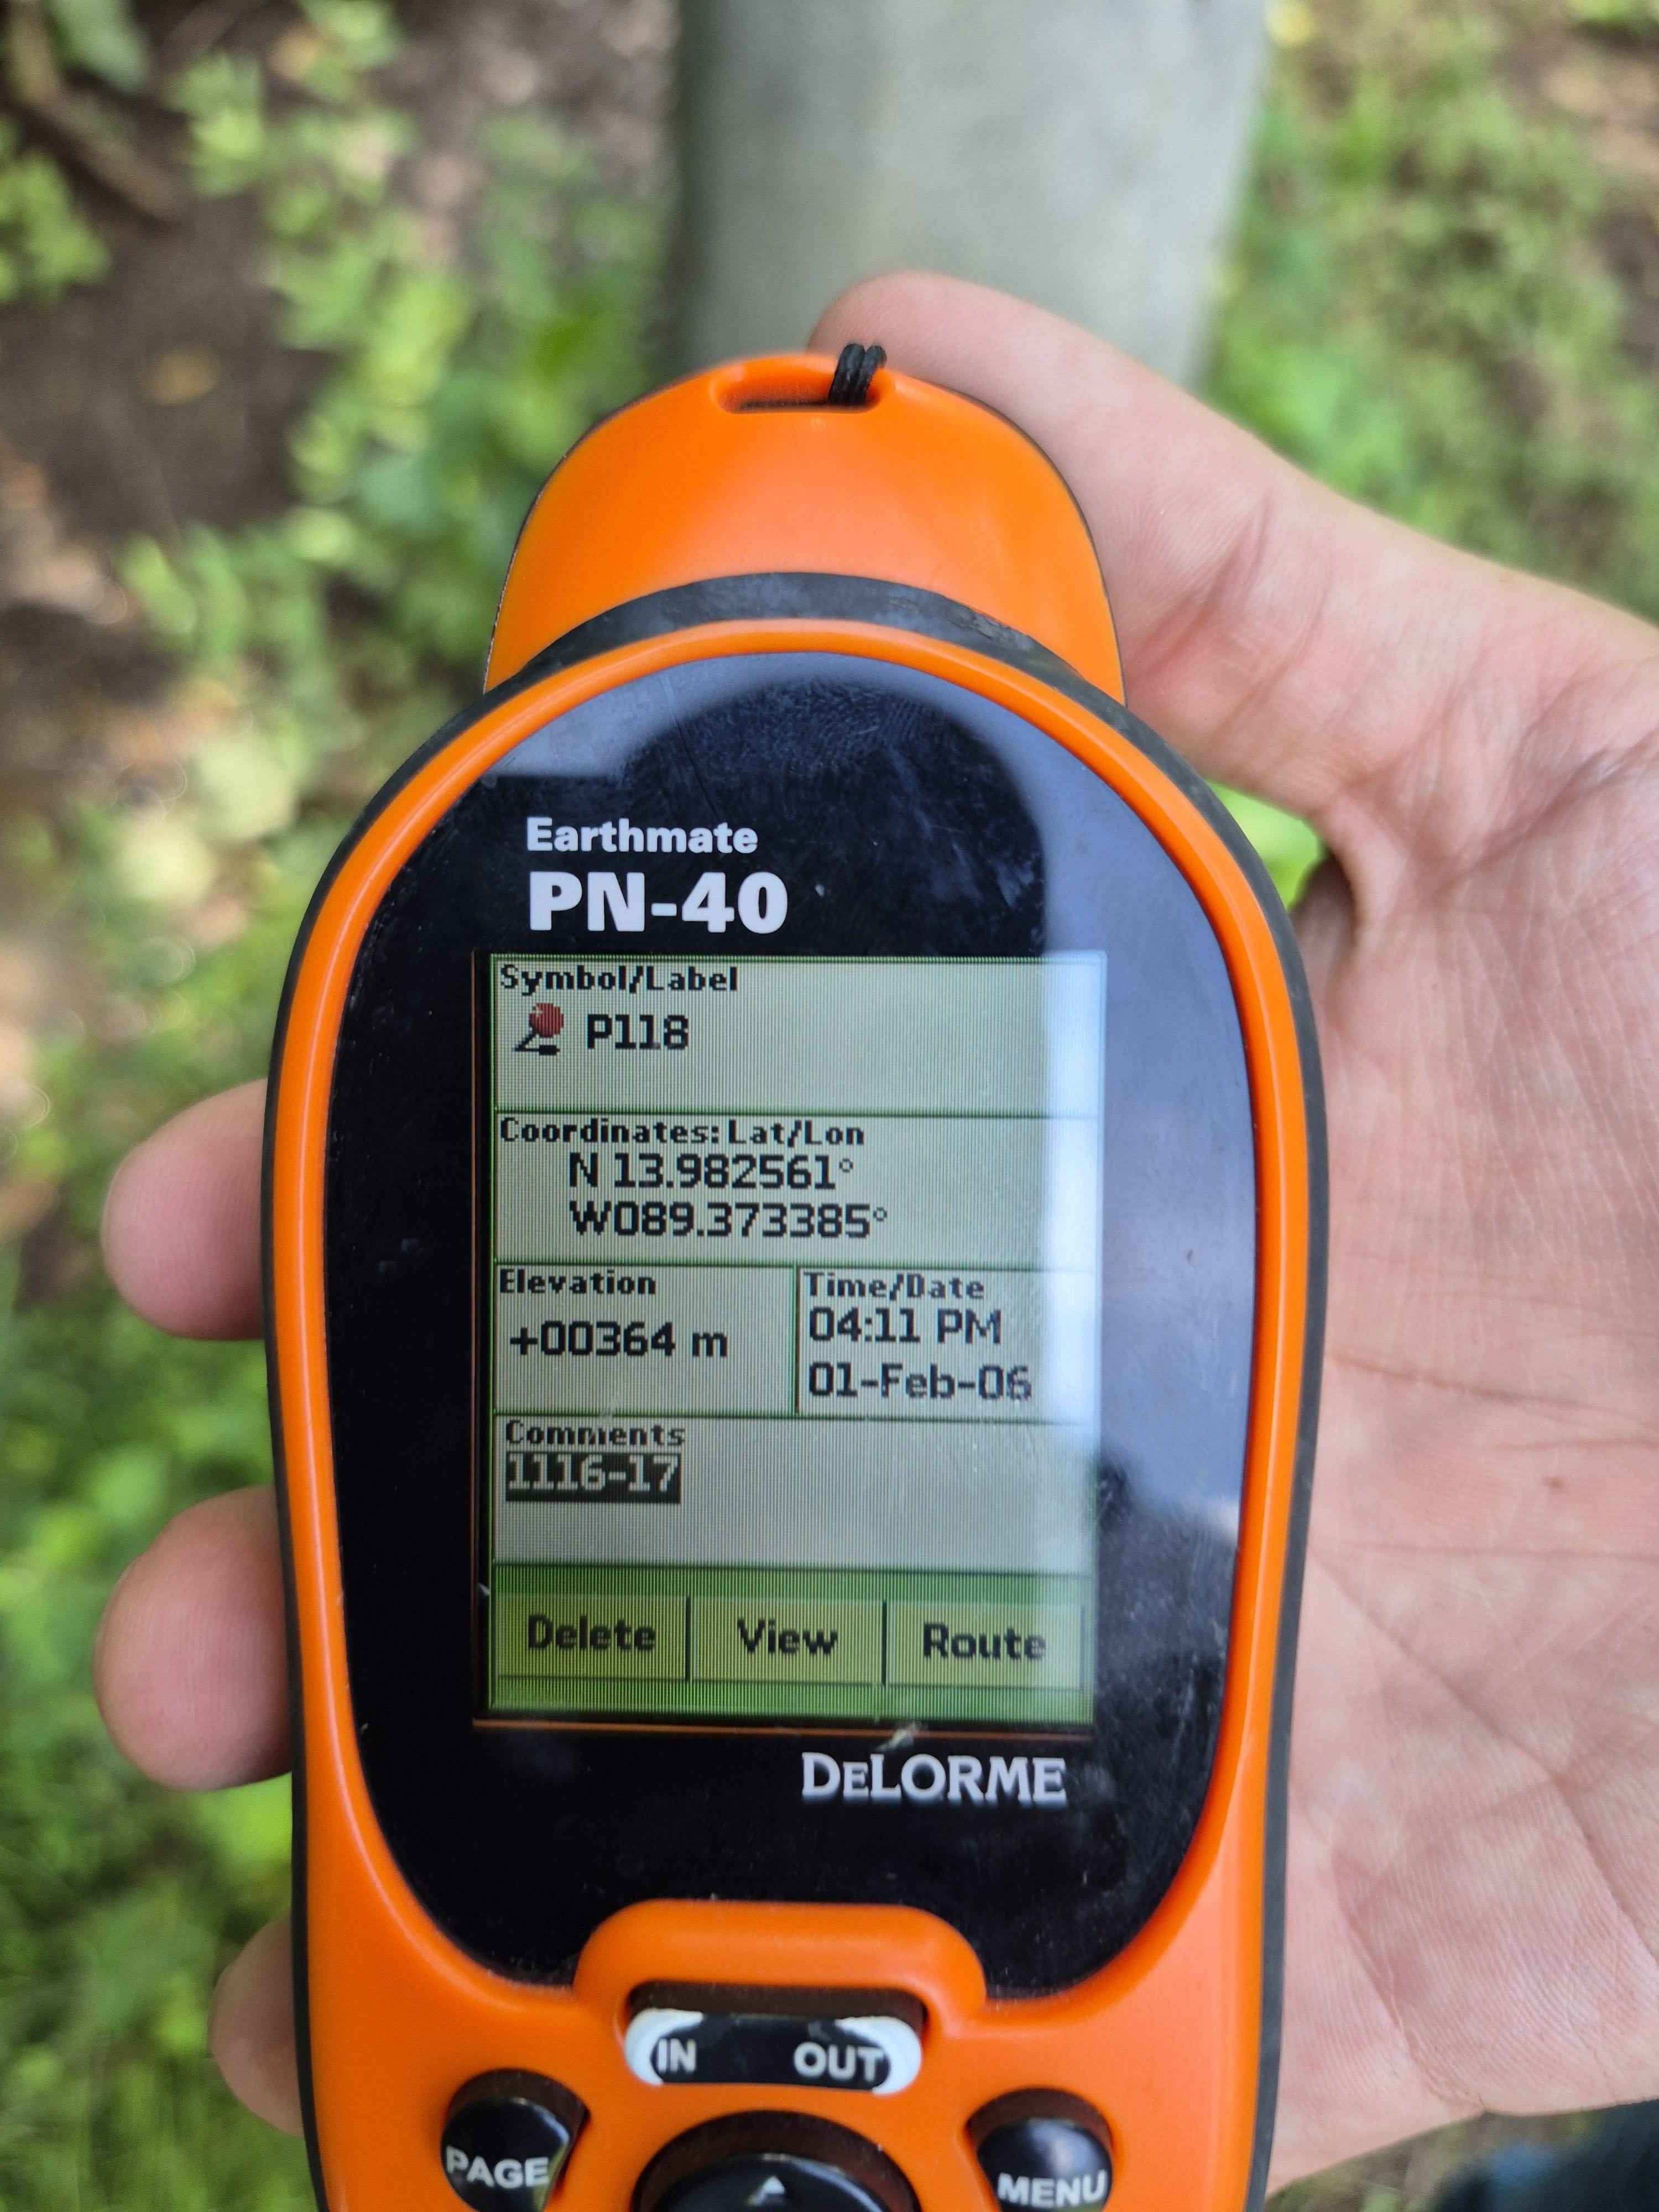 Earthmate
PN-40
Symbol/Label
P118
Coordinates: Lat/Lon
N 13.982561°
W089.373385°
Elevation
+00364 m
Time/Date
04:11 PM
01-Feb-06
Comments
1116-17
Delete View Route
DELORME
IN OUT
PAGE MENU